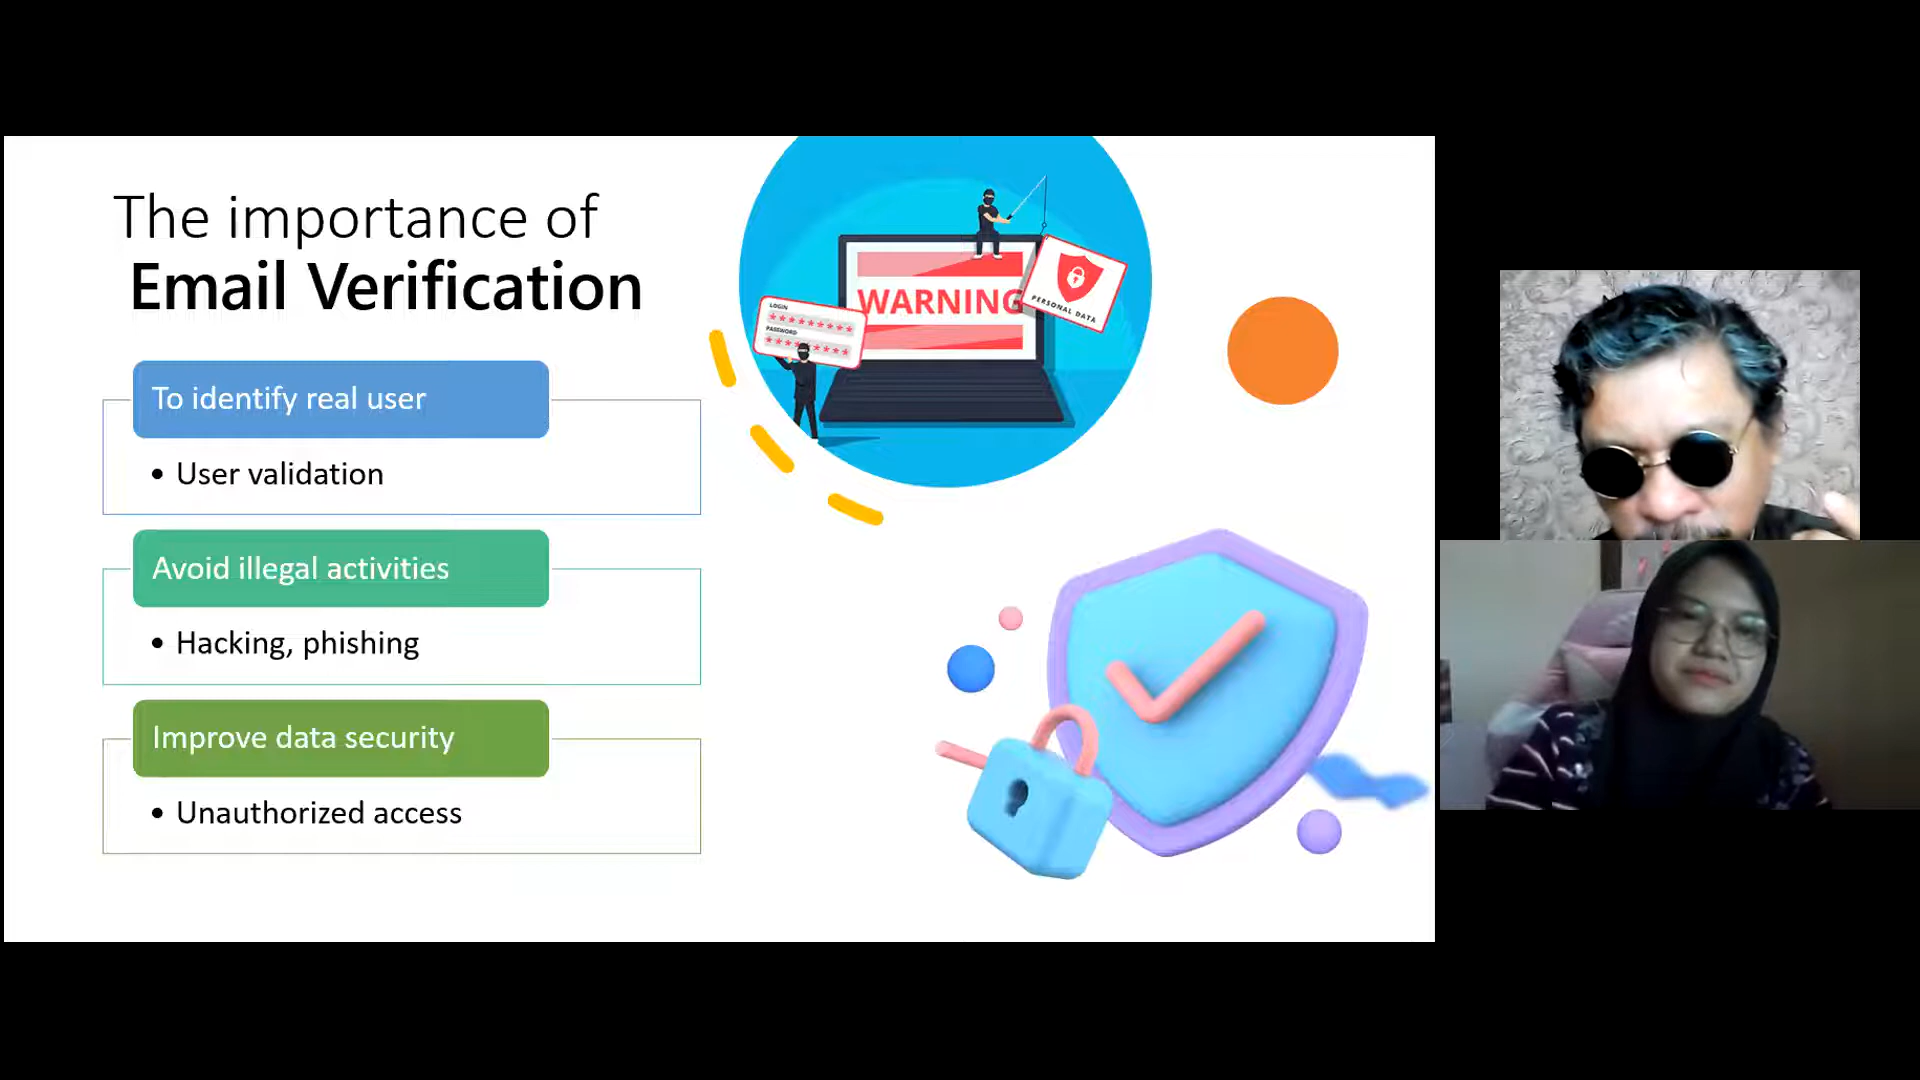 The importance of
Email Verification
To identify real user
• User validation
Avoid illegal activities
• Hacking, phishing
Improve data security
• Unauthorized access
WARNING
LOGIN
*********
PASSWORD
*********
PERSONAL DATA